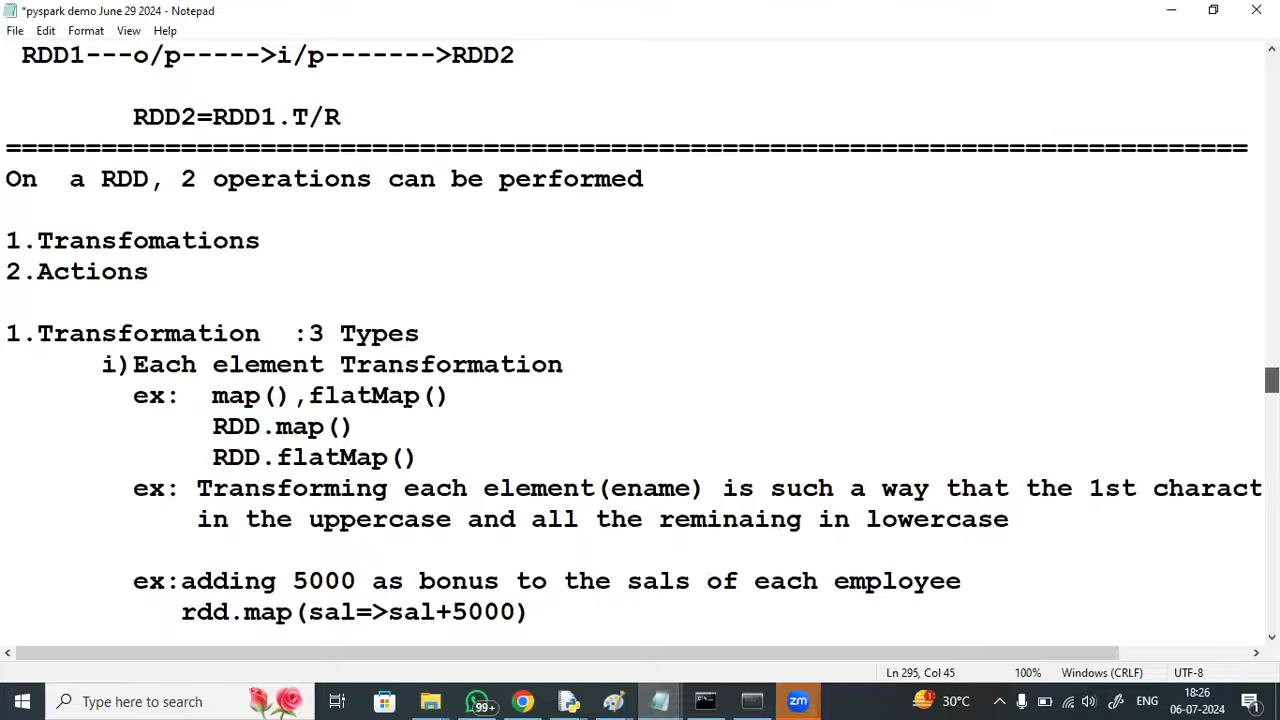 *pyspark demo June 29 2024 - Notepad
File Edit Format View Help
RDD1---o/p----->i/p------->RDD2
RDD2=RDD1.T/R
==============================================================================
On a RDD, 2 operations can be performed
1.Transfomations
2.Actions
1.Transformation :3 Types
i)Each element Transformation
ex: map(),flatMap()
RDD.map()
RDD.flatMap()
ex: Transforming each element(ename) is such a way that the 1st charact
in the uppercase and all the reminaing in lowercase
ex:adding 5000 as bonus to the sals of each employee
rdd.map(sal=>sal+5000)
Ln 295, Col 45 100% Windows (CRLF) UTF-8
Type here to search 99+ zm 30°C ENG 18:26
06-07-2024 1